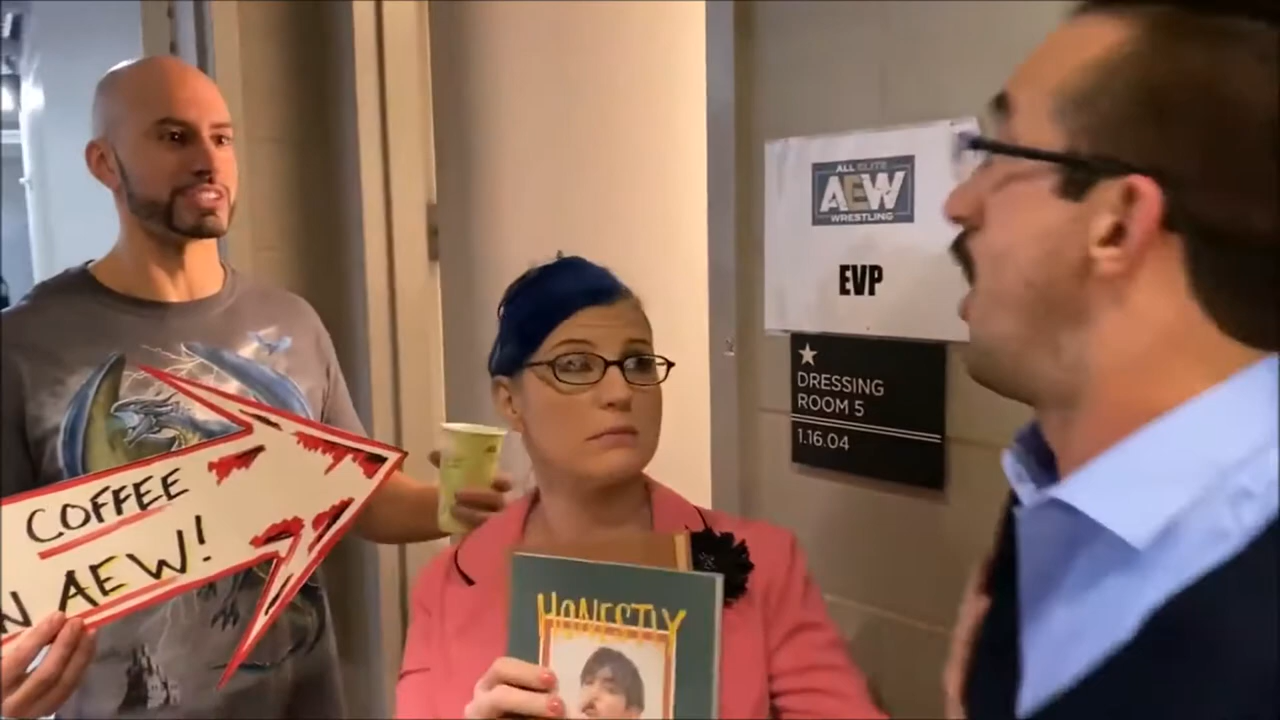 COFFEE
N AEW!
HONESTLY
ALL ELITE
AEW
WRESTLING
EVP
DRESSING
ROOM 5
1.16.04